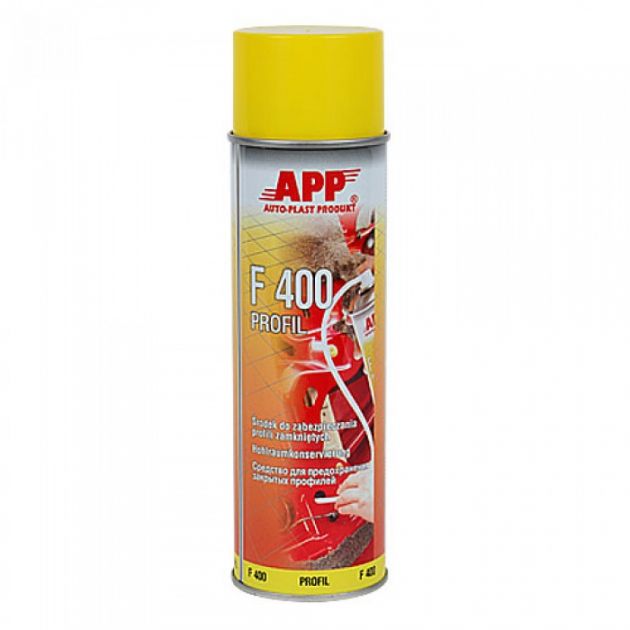 APP
AUTO-PLAST PRODUKT
F 400
PROFIL
AP
Środek do zabezpieczania
profili zamkniętych
Hohlraumkonservierung
Средство для предохранения
закрытых профилей
F 400 PROFIL F 400